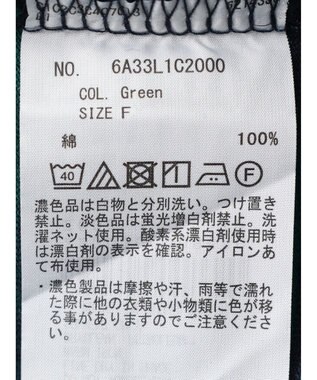 NO. 6A33L1C2000
COL. Green
SIZE F
綿 100%
40 F
濃色品は白物と分別洗い。つけ置き
禁止。淡色品は蛍光増白剤禁止。洗
濯ネット使用。酸素系漂白剤使用時
は漂白剤の表示を確認。アイロンあ
て布使用。
・濃色製品は摩擦や汗、雨等で濡れ
た際に他の衣類や小物類に色が移
る事がありますのでご注意くださ
い。